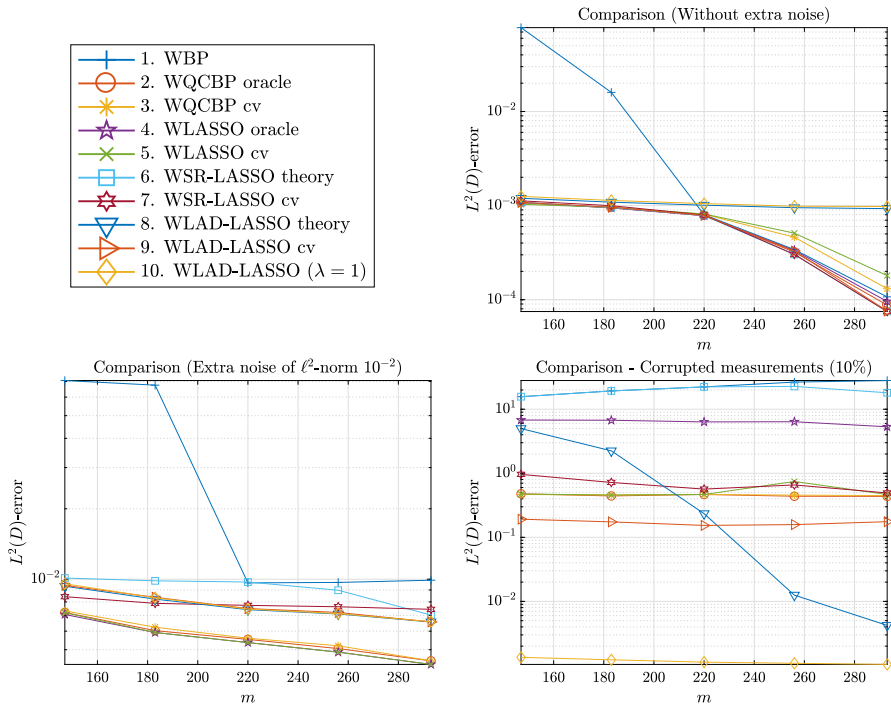 1. WBP
2. WQCBP oracle
3. WQCBP cv
4. WLASSO oracle
5. WLASSO cv
6. WSR-LASSO theory
7. WSR-LASSO cv
8. WLAD-LASSO theory
9. WLAD-LASSO cv
10. WLAD-LASSO (λ = 1)
Comparison (Without extra noise)
L²(D)-error
10⁻²
10⁻³
10⁻⁴
160 180 200 220 240 260 280
m
Comparison (Extra noise of ℓ²-norm 10⁻²)
L²(D)-error
10⁻²
160 180 200 220 240 260 280
m
Comparison - Corrupted measurements (10%)
L²(D)-error
10¹
10⁰
10⁻¹
10⁻²
160 180 200 220 240 260 280
m